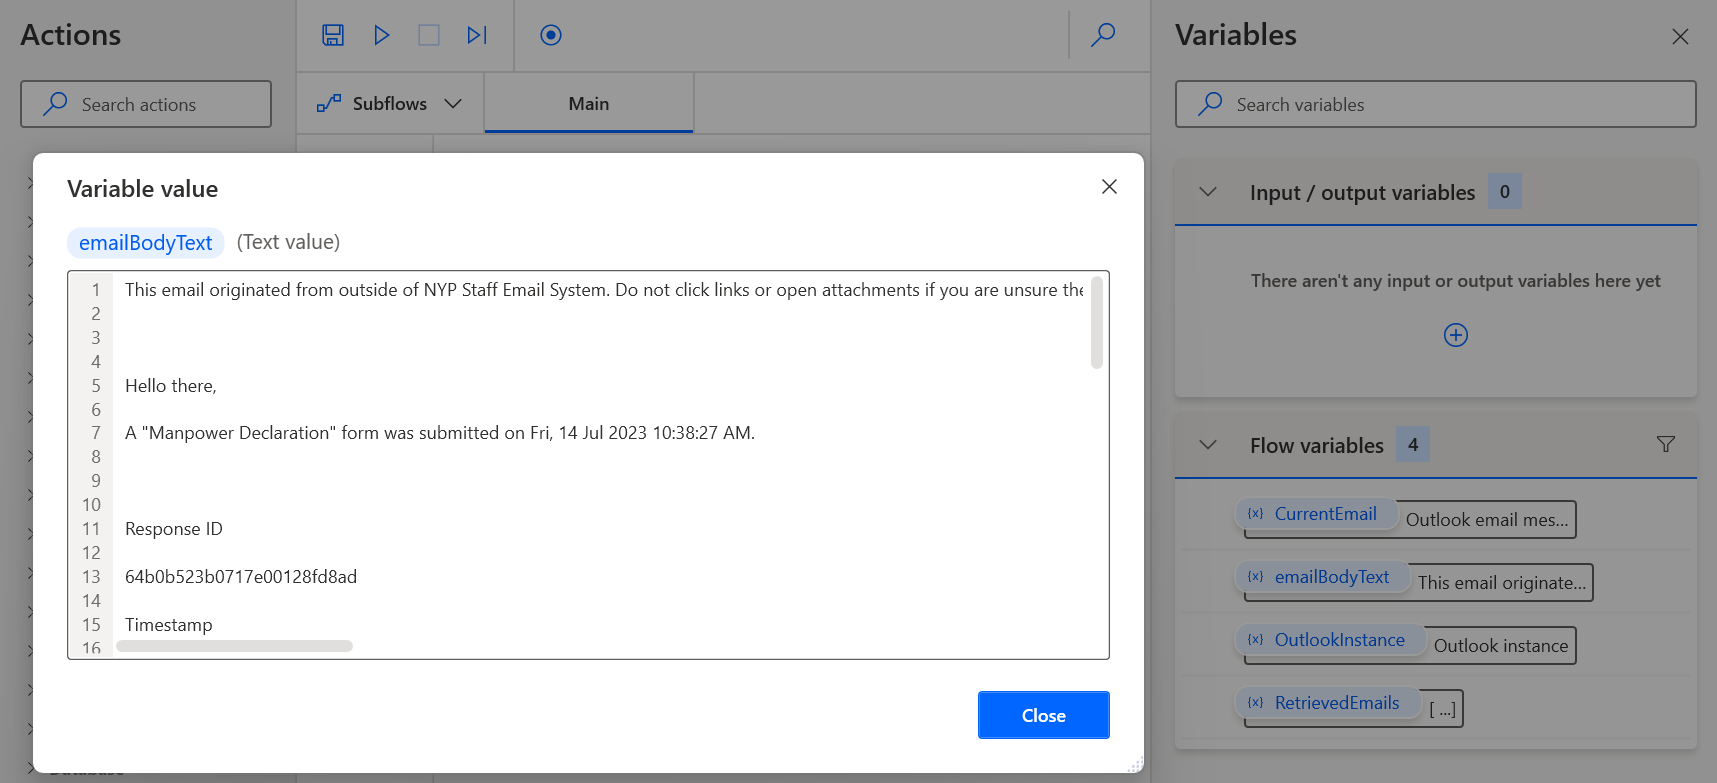 Actions
Search actions
Subflows
Main
Variables
Search variables
Input / output variables 0
There aren't any input or output variables here yet
Flow variables 4
{x} CurrentEmail Outlook email mes...
{x} emailBodyText This email originate...
{x} OutlookInstance Outlook instance
{x} RetrievedEmails [ ...]
Variable value
emailBodyText (Text value)
1 This email originated from outside of NYP Staff Email System. Do not click links or open attachments if you are unsure the
2
3
4
5 Hello there,
6
7 A "Manpower Declaration" form was submitted on Fri, 14 Jul 2023 10:38:27 AM.
8
9
10
11 Response ID
12
13 64b0b523b0717e00128fd8ad
14
15 Timestamp
16
Close